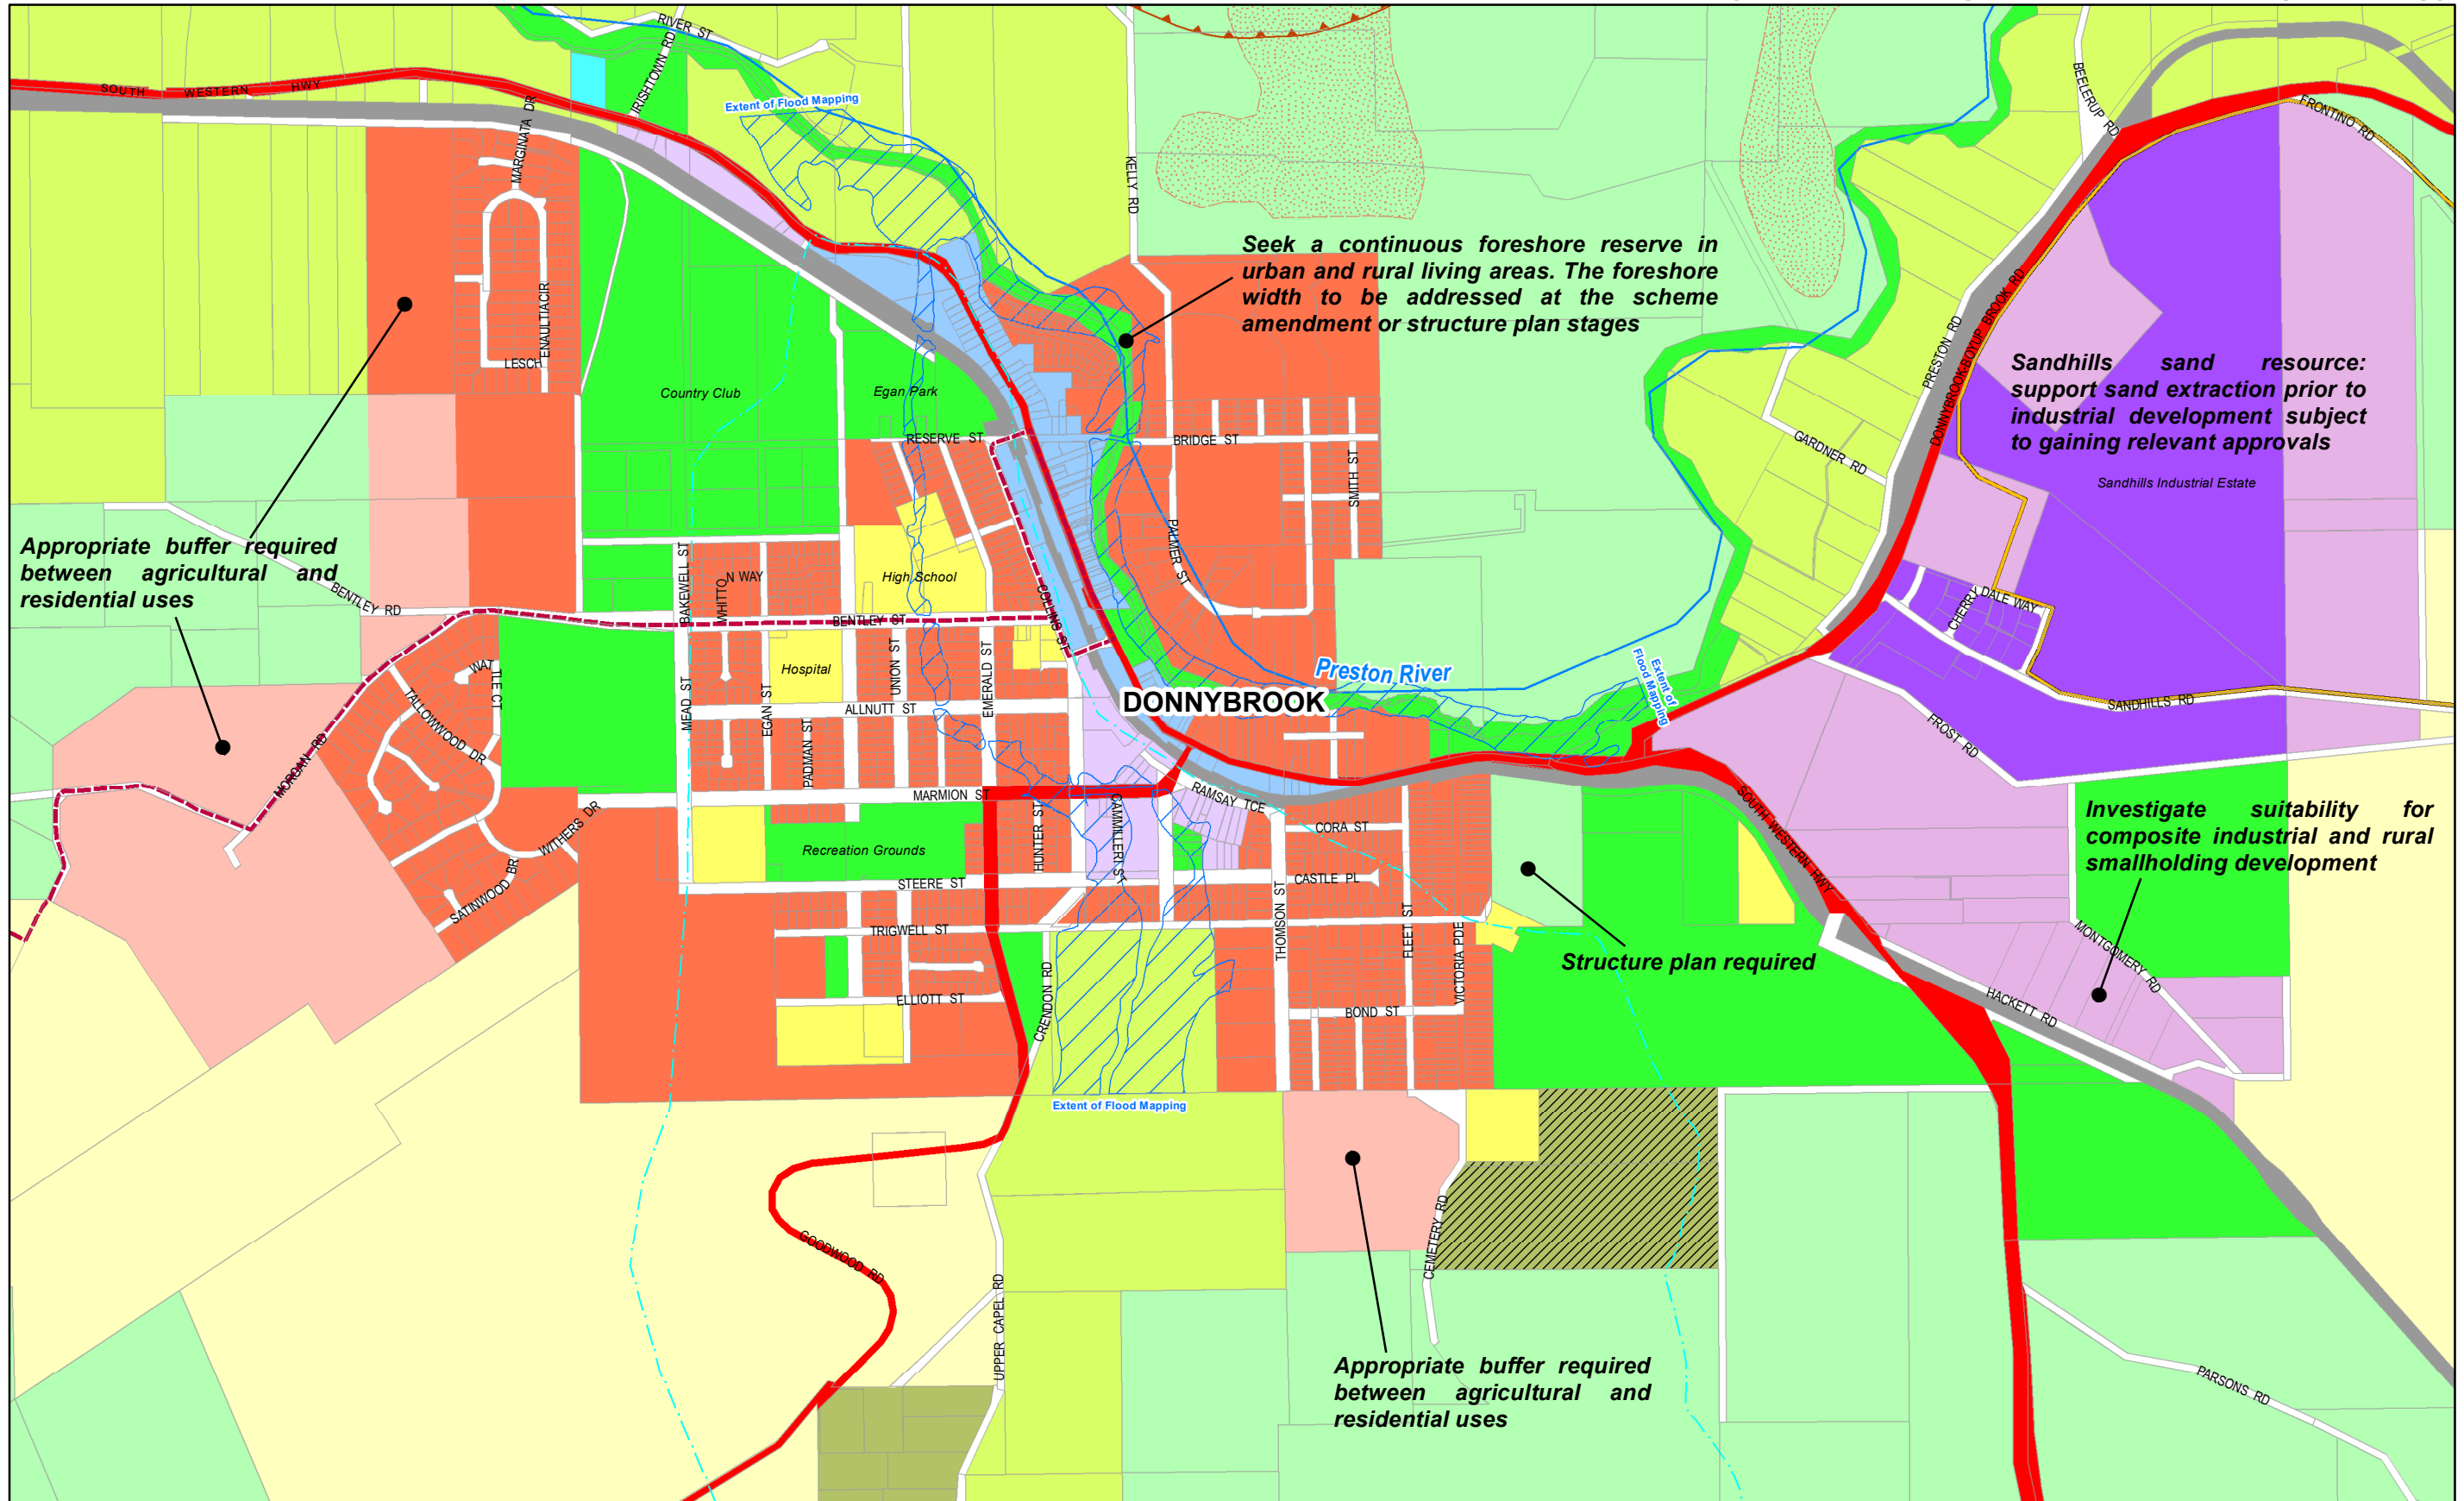 RIVER ST
IRISHTOWN RD
SOUTH WESTERN HWY
MARGINATA DR
Extent of Flood Mapping
KELLY RD
BEELERUP RD
FRONTINO RD
Seek a continuous foreshore reserve in
urban and rural living areas. The foreshore
width to be addressed at the scheme
amendment or structure plan stages
ENAULTIACIR
LESCH
Country Club
Egan Park
PRESTON RD
DONNYBROOK-BOYUP BROOK RD
Sandhills sand resource:
support sand extraction prior to
industrial development subject
to gaining relevant approvals
Sandhills Industrial Estate
RESERVE ST
BRIDGE ST
GARDNER RD
SMITH ST
PALMER ST
Appropriate buffer required
between agricultural and
residential uses
BENTLEY RD
BAKEWELL ST
WHITTO
N WAY
High School
COLLINS ST
BENTLEY ST
CHERRY DALE WAY
Hospital
UNION ST
EMERALD ST
Preston River
Extent of
Flood Mapping
WAT
TLE CT
TALLOWWOOD DR
MEAD ST
EGAN ST
ALLNUTT ST
DONNYBROOK
SANDHILLS RD
FROST RD
PADMAN ST
MORGAN RD
MARMION ST
RAMSAY TCE
SOUTH WESTERN HWY
Investigate suitability for
composite industrial and rural
smallholding development
WITHERS DR
HUNTER ST
GAMMILLERI ST
CORA ST
Recreation Grounds
STEERE ST
CASTLE PL
SATINWOOD BR
TRIGWELL ST
THOMSON ST
FLEET ST
VICTORIA PDE
Structure plan required
MONTGOMERY RD
ELLIOTT ST
CRENDON RD
BOND ST
HACKETT RD
Extent of Flood Mapping
GOODWOOD RD
CEMETERY RD
UPPER CAPEL RD
Appropriate buffer required
between agricultural and
residential uses
PARSONS RD